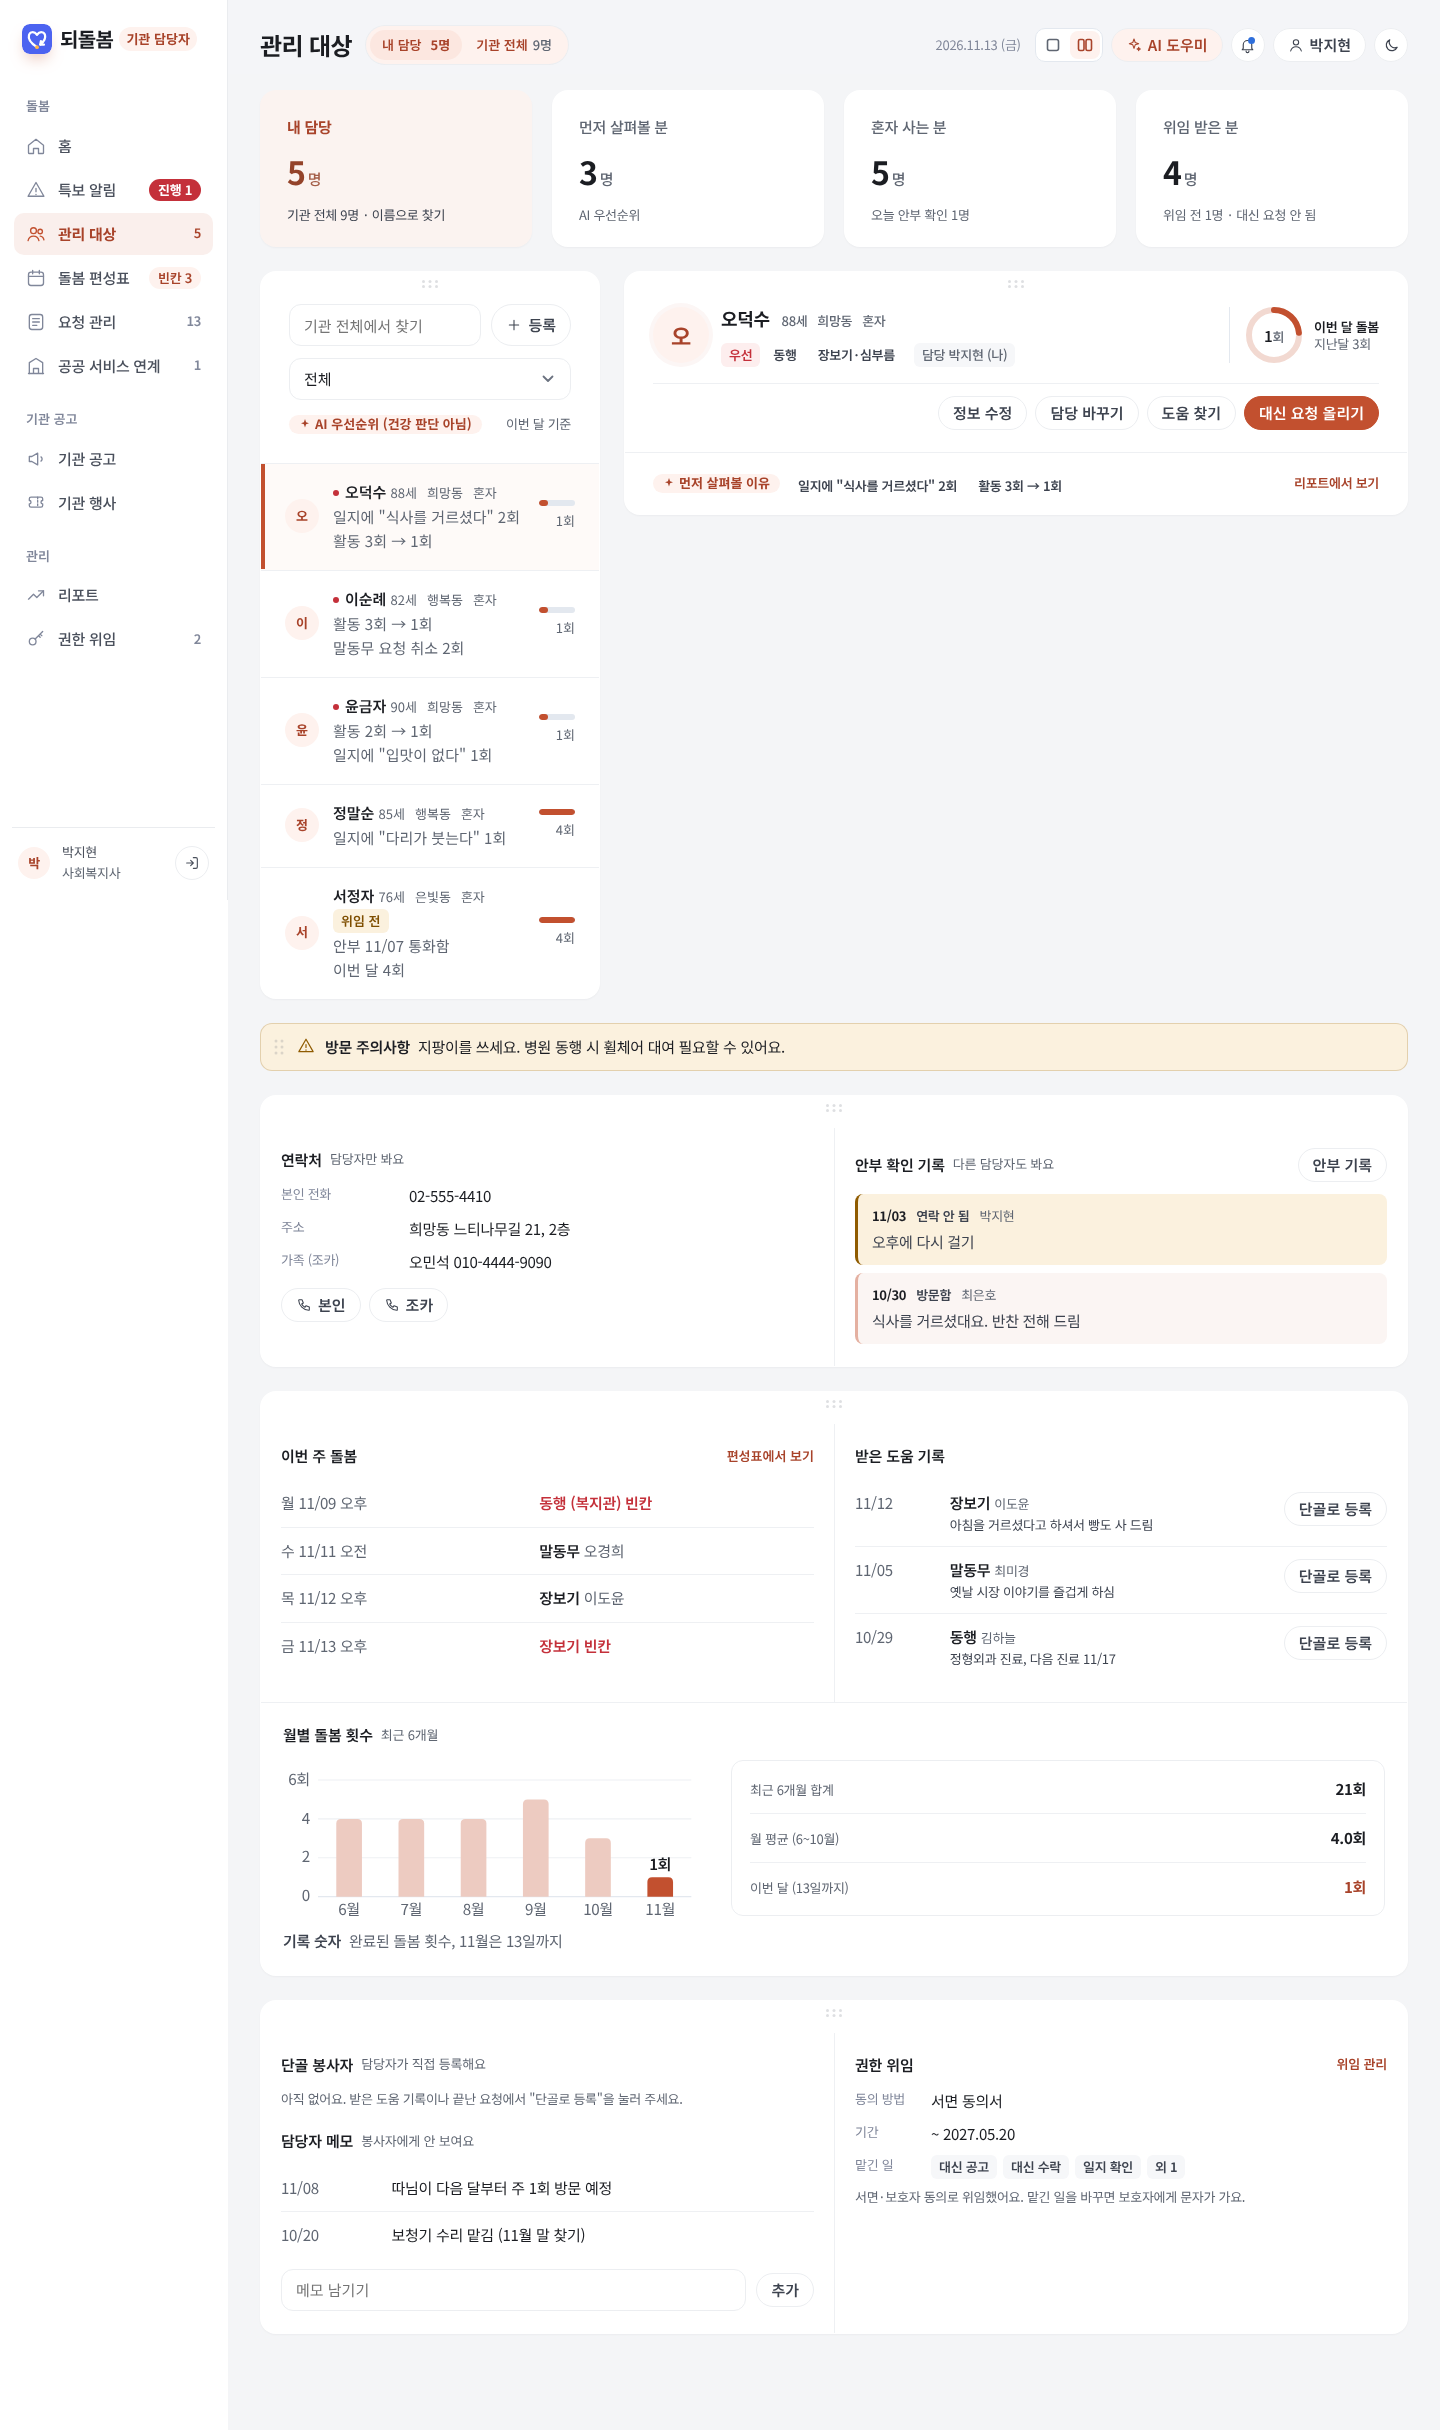 되돌봄 기관 담당자
돌봄
홈
특보 알림 진행 1
관리 대상 5
돌봄 편성표 빈칸 3
요청 관리 13
공공 서비스 연계 1
기관 공고
기관 공고
기관 행사
관리
리포트
권한 위임 2
박 박지현
사회복지사
관리 대상 내 담당 5명 기관 전체 9명
2026.11.13 (금) AI 도우미 박지현
내 담당
5명
기관 전체 9명 · 이름으로 찾기
먼저 살펴볼 분
3명
AI 우선순위
혼자 사는 분
5명
오늘 안부 확인 1명
위임 받은 분
4명
위임 전 1명 · 대신 요청 안 됨
기관 전체에서 찾기 + 등록
전체
AI 우선순위 (건강 판단 아님) 이번 달 기준
오 오덕수 88세 희망동 혼자
일지에 "식사를 거르셨다" 2회
활동 3회 → 1회
1회
이 이순례 82세 행복동 혼자
활동 3회 → 1회
말동무 요청 취소 2회
1회
윤 윤금자 90세 희망동 혼자
활동 2회 → 1회
일지에 "입맛이 없다" 1회
1회
정 정말순 85세 행복동 혼자
일지에 "다리가 붓는다" 1회
4회
서 서정자 76세 은빛동 혼자
위임 전
안부 11/07 통화함
이번 달 4회
4회
오 오덕수 88세 희망동 혼자
우선 동행 장보기·심부름 담당 박지현 (나)
1회 이번 달 돌봄
지난달 3회
정보 수정 담당 바꾸기 도움 찾기 대신 요청 올리기
먼저 살펴볼 이유 일지에 "식사를 거르셨다" 2회 활동 3회 → 1회 리포트에서 보기
방문 주의사항 지팡이를 쓰세요. 병원 동행 시 휠체어 대여 필요할 수 있어요.
연락처 담당자만 봐요
본인 전화 02-555-4410
주소 희망동 느티나무길 21, 2층
가족 (조카) 오민석 010-4444-9090
본인 조카
안부 확인 기록 다른 담당자도 봐요 안부 기록
11/03 연락 안 됨 박지현
오후에 다시 걸기
10/30 방문함 최은호
식사를 거르셨대요. 반찬 전해 드림
이번 주 돌봄 편성표에서 보기
월 11/09 오후 동행 (복지관) 빈칸
수 11/11 오전 말동무 오경희
목 11/12 오후 장보기 이도윤
금 11/13 오후 장보기 빈칸
받은 도움 기록
11/12 장보기 이도윤 단골로 등록
아침을 거르셨다고 하셔서 빵도 사 드림
11/05 말동무 최미경 단골로 등록
옛날 시장 이야기를 즐겁게 하심
10/29 동행 김하늘 단골로 등록
정형외과 진료, 다음 진료 11/17
월별 돌봄 횟수 최근 6개월
6회
4
2
0
1회
6월 7월 8월 9월 10월 11월
기록 숫자 완료된 돌봄 횟수, 11월은 13일까지
최근 6개월 합계 21회
월 평균 (6~10월) 4.0회
이번 달 (13일까지) 1회
단골 봉사자 담당자가 직접 등록해요
아직 없어요. 받은 도움 기록이나 끝난 요청에서 "단골로 등록"을 눌러 주세요.
담당자 메모 봉사자에게 안 보여요
11/08 따님이 다음 달부터 주 1회 방문 예정
10/20 보청기 수리 맡김 (11월 말 찾기)
메모 남기기 추가
권한 위임 위임 관리
동의 방법 서면 동의서
기간 ~ 2027.05.20
맡긴 일 대신 공고 대신 수락 일지 확인 외 1
서면·보호자 동의로 위임했어요. 맡긴 일을 바꾸면 보호자에게 문자가 가요.